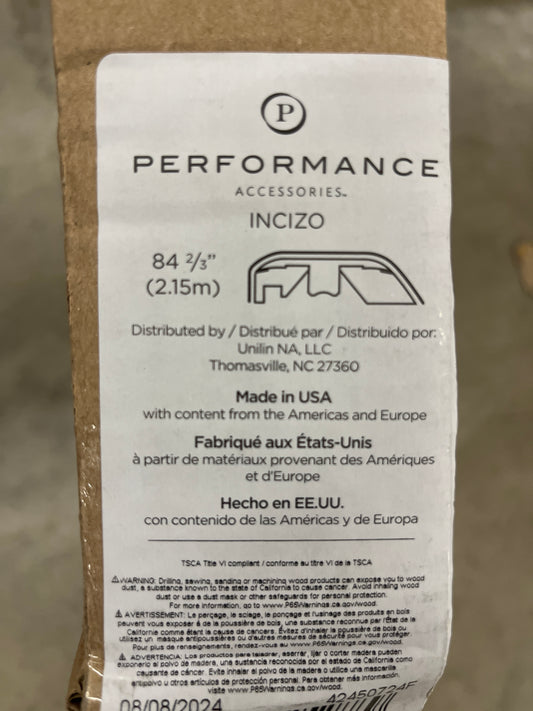 P
PERFORMANCE
ACCESSORIES™
INCIZO
84 2/3"
(2.15m)
Distributed by / Distribué par / Distribuido por:
Unilin NA, LLC
Thomasville, NC 27360
Made in USA
with content from the Americas and Europe
Fabriqué aux États-Unis
à partir de matériaux provenant des Amériques
et d'Europe
Hecho en EE.UU.
con contenido de las Américas y de Europa
TSCA Title VI compliant / conforme au titre VI de la TSCA
⚠WARNING: Drilling, sawing, sanding or machining wood products can expose you to wood
dust, a substance known to the state of California to cause cancer. Avoid inhaling wood
dust or use a dust mask or other safeguards for personal protection.
For more information, go to www.P65Warnings.ca.gov/wood.
⚠ AVERTISSEMENT: Le perçage, le sciage, le ponçage et l'usinage des produits en bois
peuvent vous exposer à de la poussière de bois, une substance reconnue par l'État de la
Californie comme étant la cause de cancers. Évitez d'inhaler la poussière de bois ou
utilisez un masque antipoussières ou d'autres mesures de sécurité pour vous protéger.
Pour plus de renseignements, rendez-vous au www.P65Warnings.ca.gov/wood.
⚠ ADVERTENCIA: Los productos para taladrar, aserrar, lijar o cortar madera pueden
exponerlo al polvo de madera, una sustancia reconocida por el estado de California como
causante de cáncer. Evite inhalar el polvo de madera o utilice una mascarilla
antipolvo u otros artículos de protección personal. Para obtener más información,
visite www.P65Warnings.ca.gov/wood.
08/08/2024
A2450724F